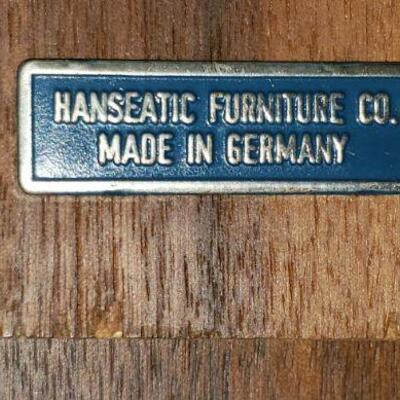 HANSEATIC FURNITURE CO.
MADE IN GERMANY